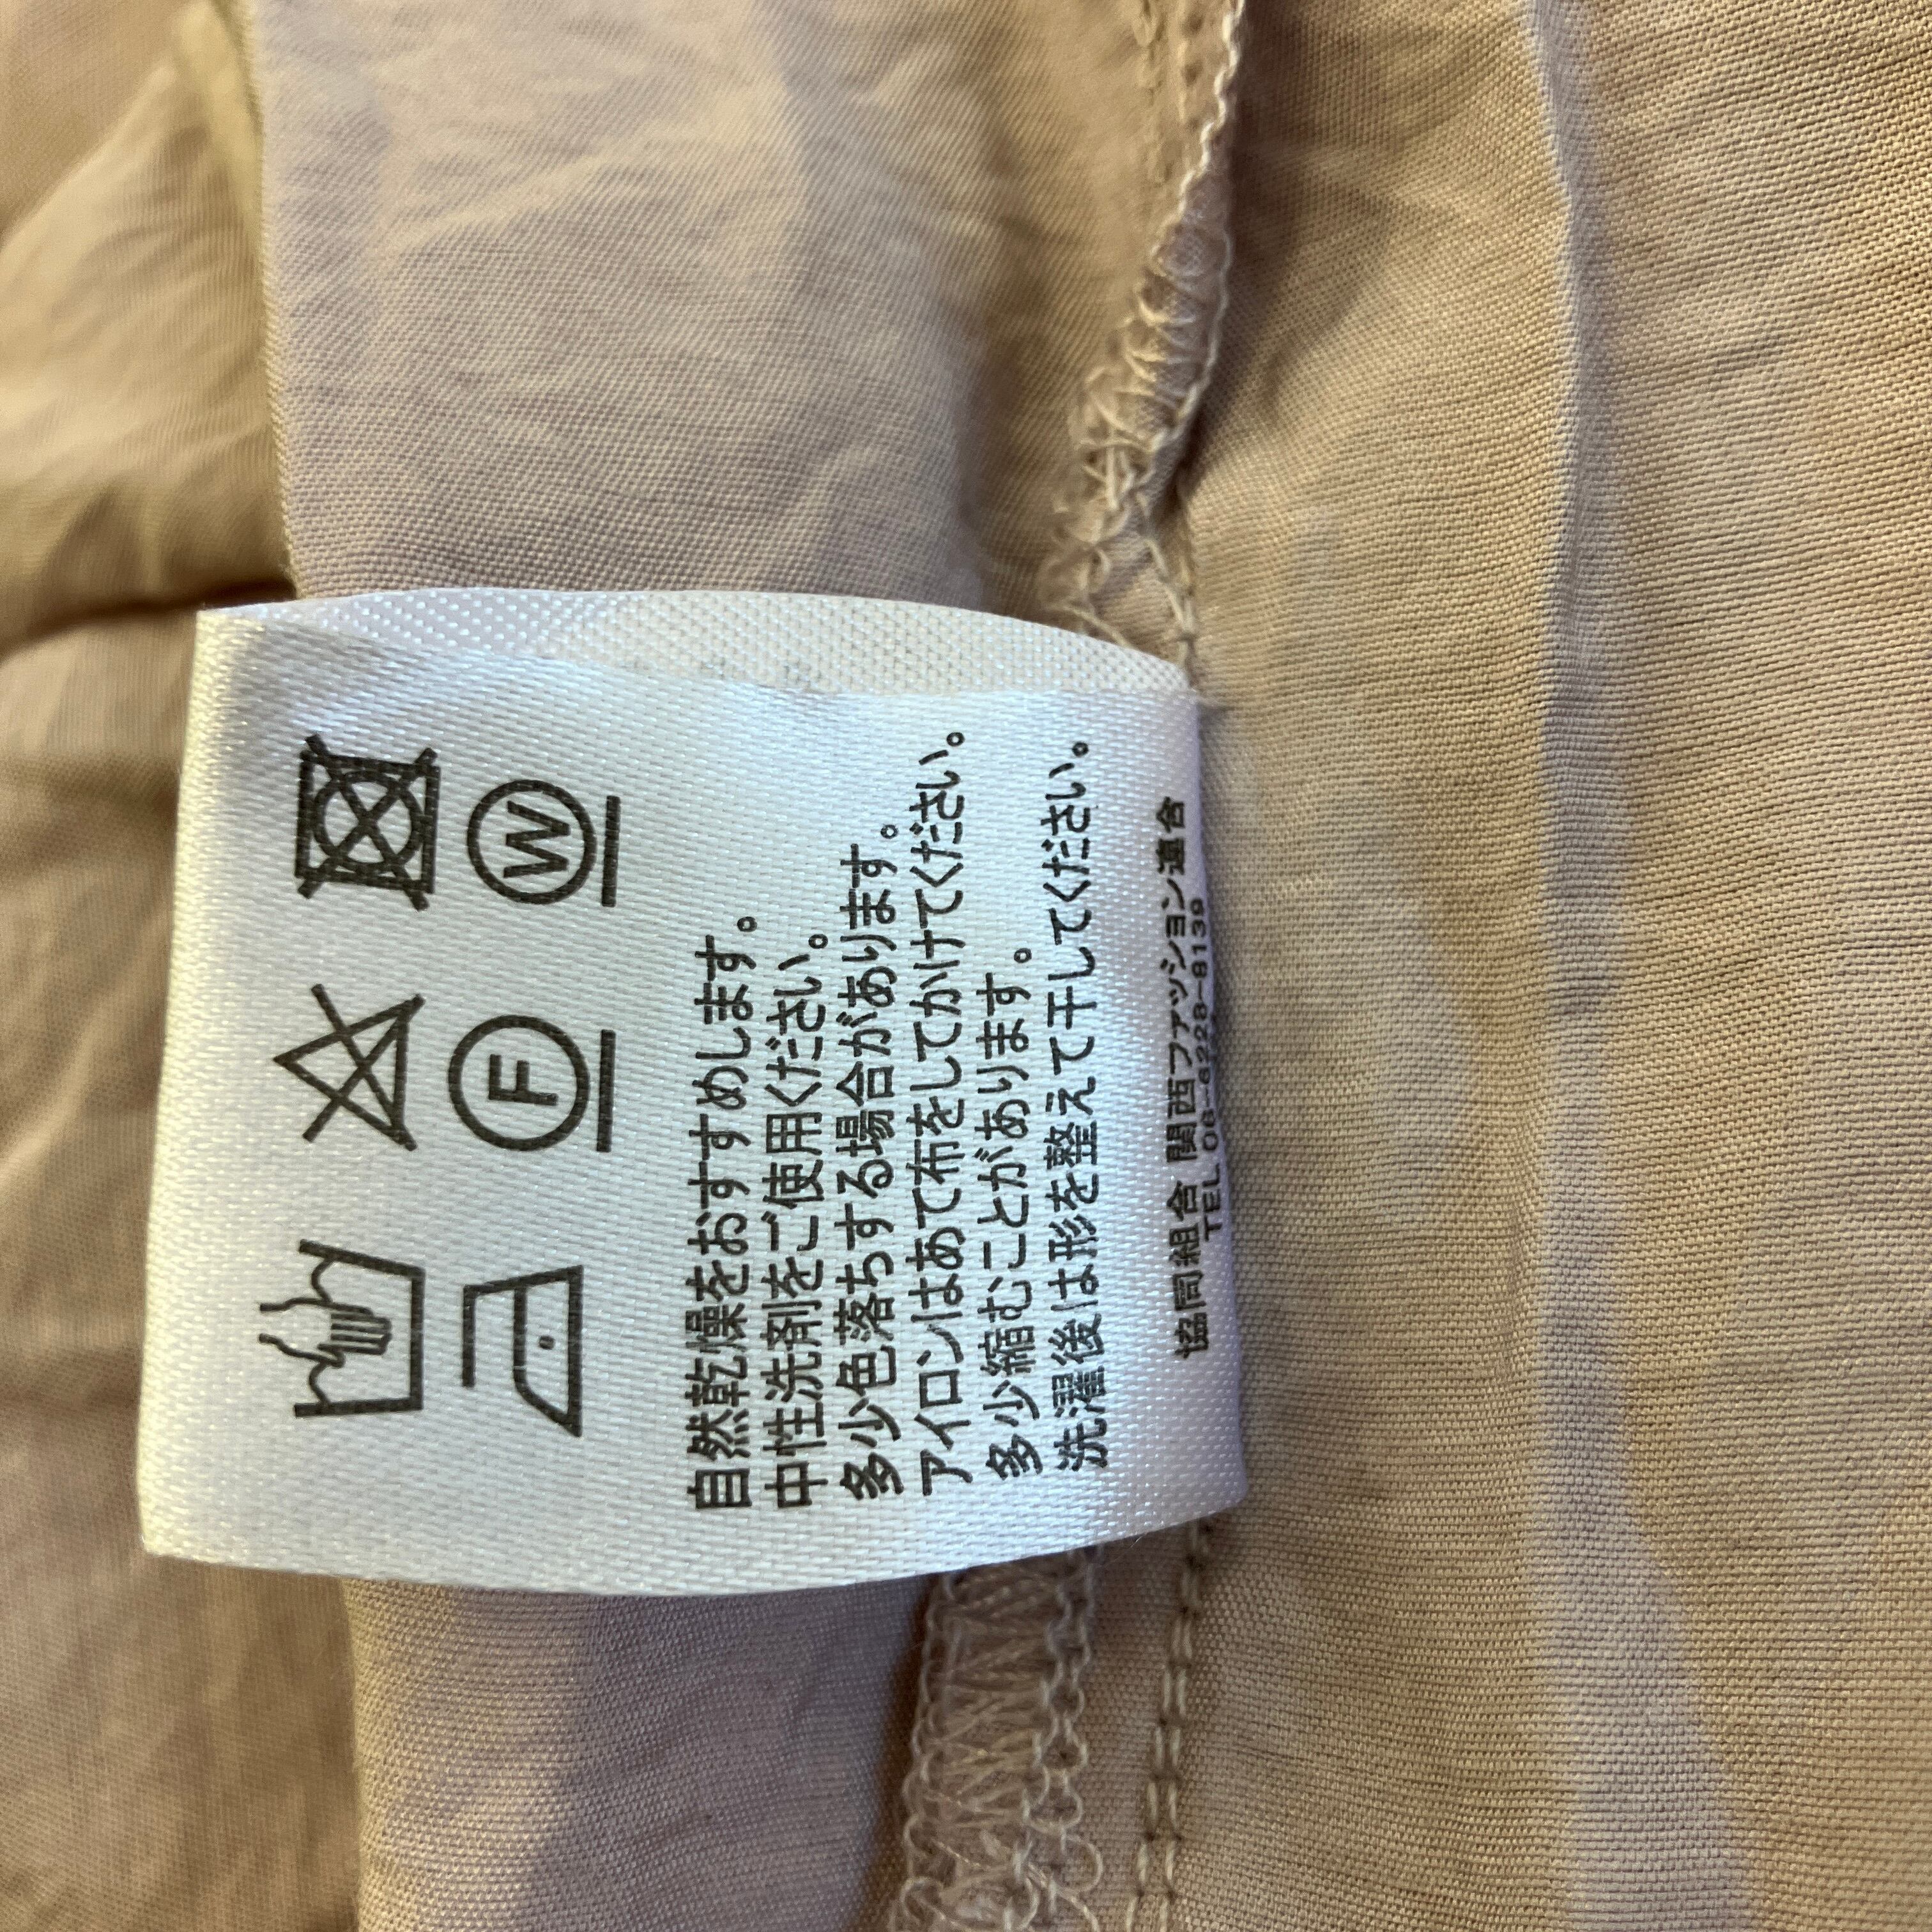 F W
自然乾燥をおすすめします。
中性洗剤をご使用ください。
多少色落ちする場合があります。
アイロンはあて布をしてかけてください。
多少縮むことがあります。
洗濯後は形を整えて干してください。
協同組合 関西ファッション連合
TEL 06-6228-8139